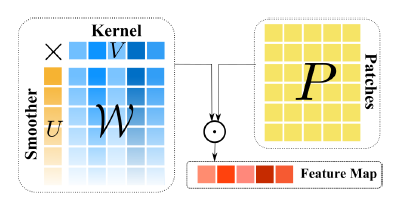 Kernel
V
Smoother
U
W
P
Patches
Feature Map